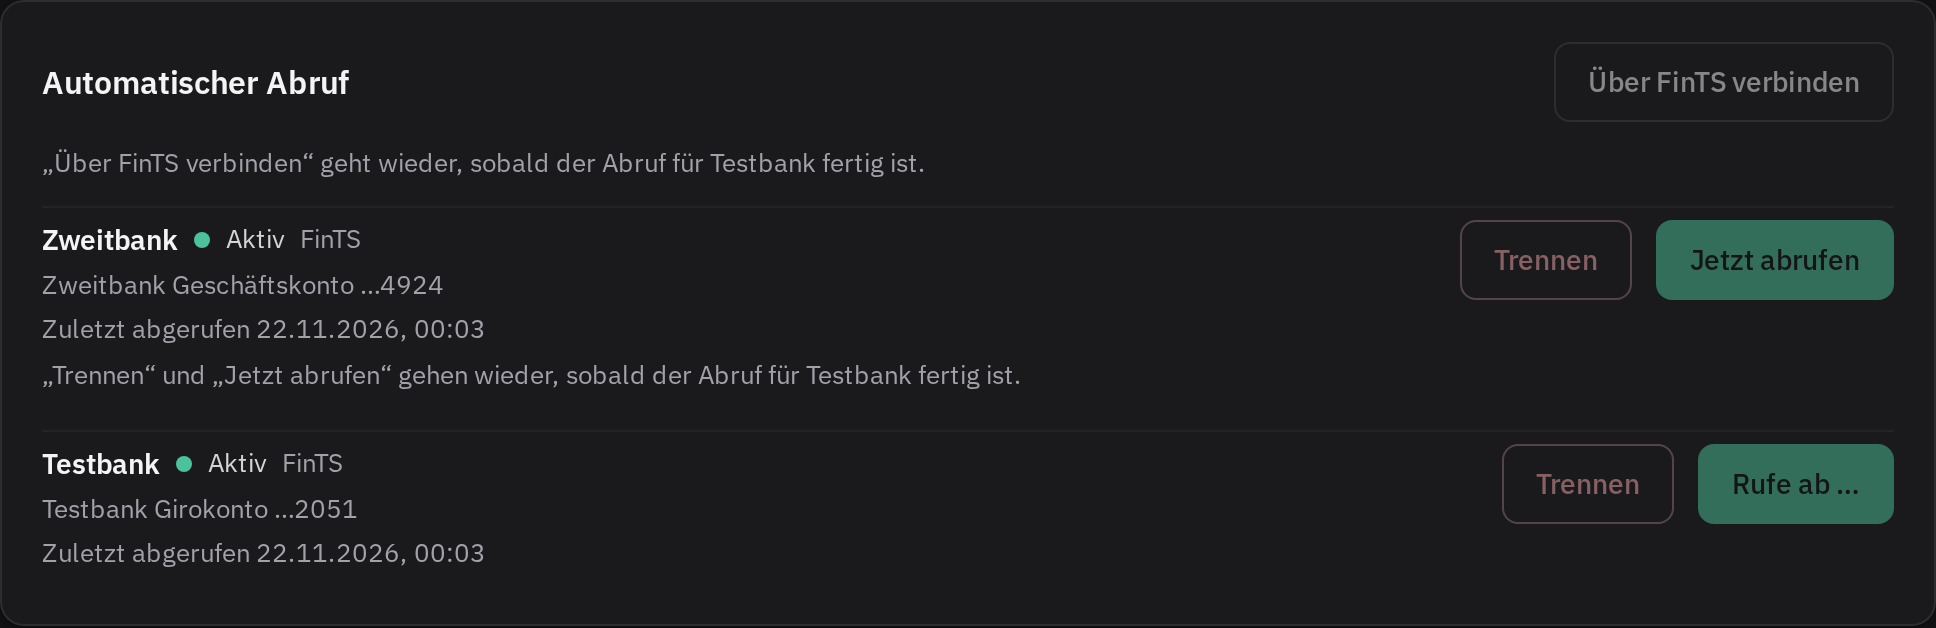 Automatischer Abruf
Über FinTS verbinden
„Über FinTS verbinden“ geht wieder, sobald der Abruf für Testbank fertig ist.
Zweitbank Aktiv FinTS
Trennen
Jetzt abrufen
Zweitbank Geschäftskonto …4924
Zuletzt abgerufen 22.11.2026, 00:03
„Trennen“ und „Jetzt abrufen“ gehen wieder, sobald der Abruf für Testbank fertig ist.
Testbank Aktiv FinTS
Trennen
Rufe ab …
Testbank Girokonto …2051
Zuletzt abgerufen 22.11.2026, 00:03